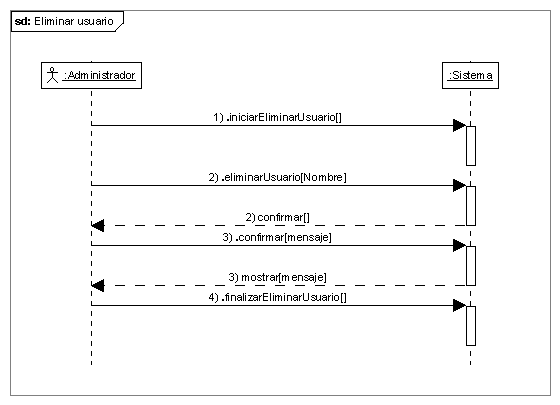 sd: Eliminar usuario
:Administrador
:Sistema
1) .iniciarEliminarUsuario[]
2) .eliminarUsuario[Nombre]
2) confirmar[]
3) .confirmar[mensaje]
3) mostrar[mensaje]
4) .finalizarEliminarUsuario[]